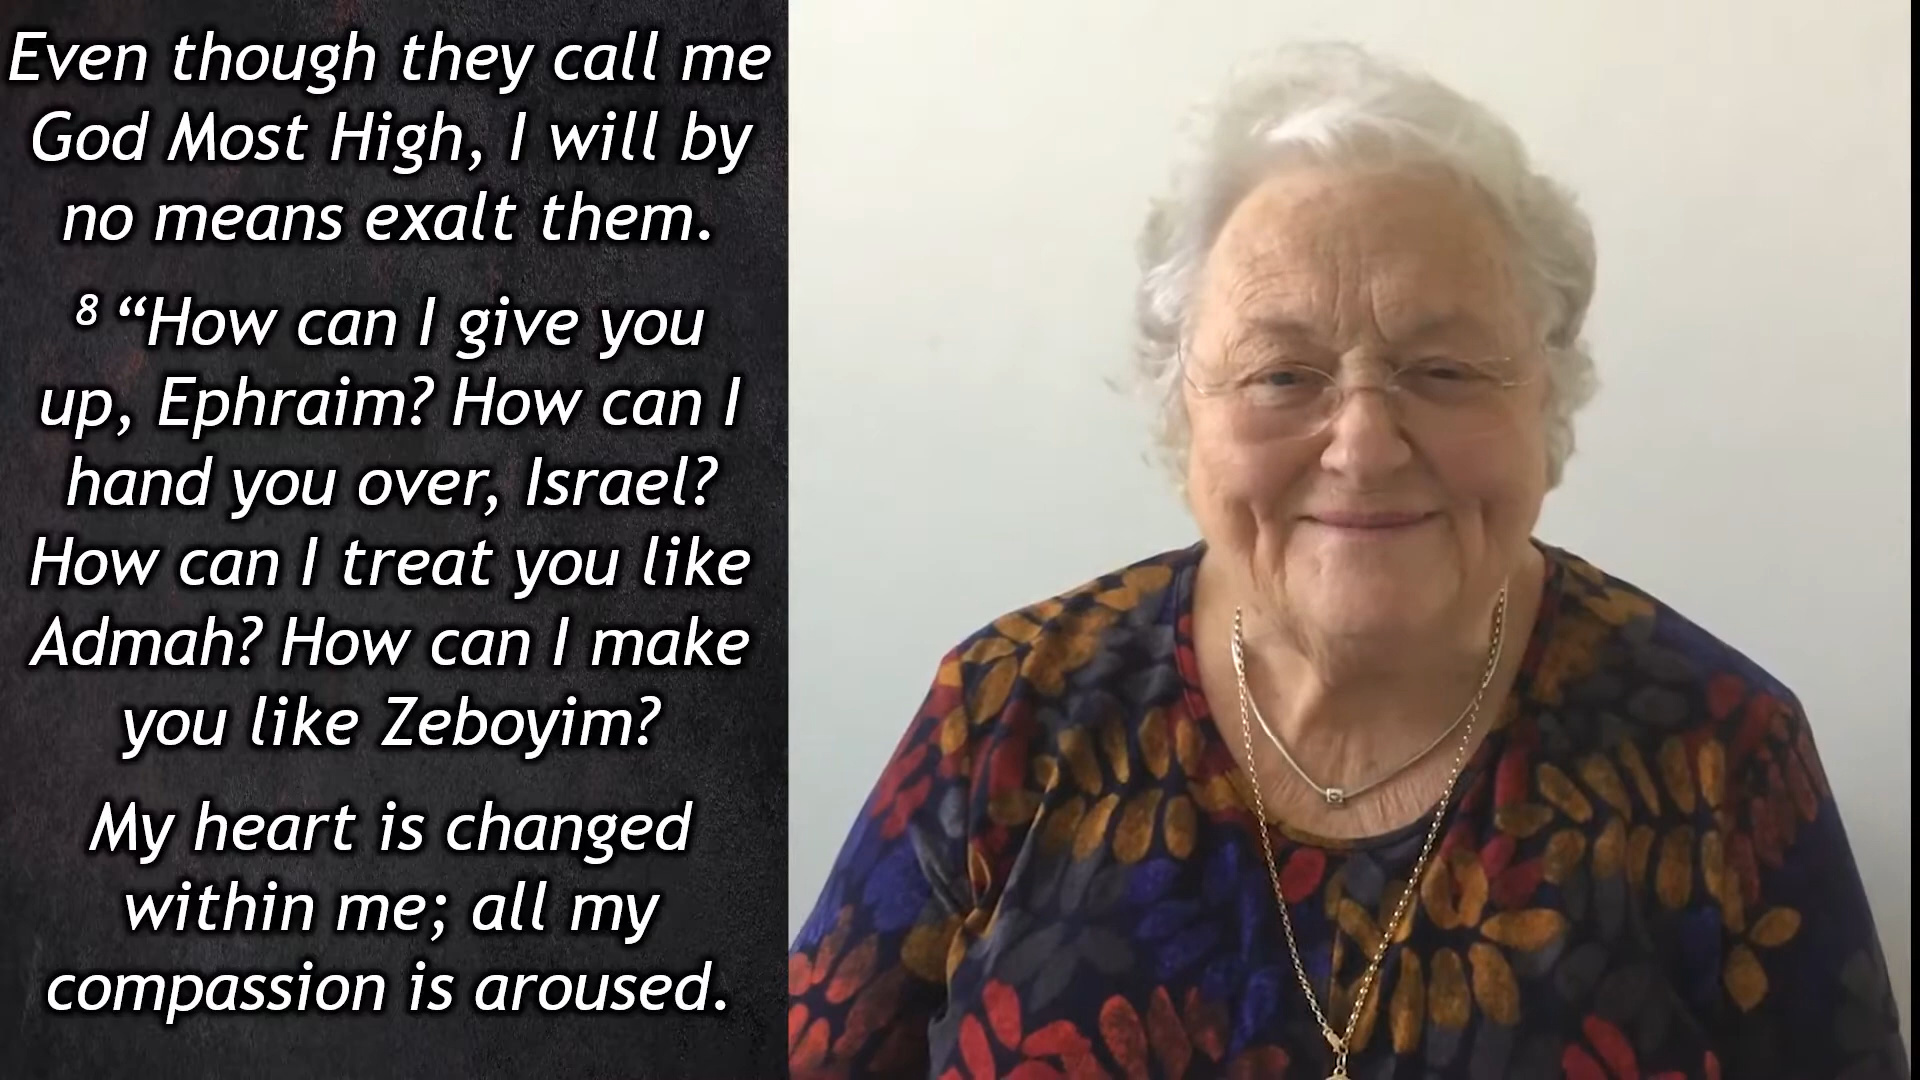 Even though they call me
God Most High, I will by
no means exalt them.
⁸ “How can I give you
up, Ephraim? How can I
hand you over, Israel?
How can I treat you like
Admah? How can I make
you like Zeboyim?
My heart is changed
within me; all my
compassion is aroused.